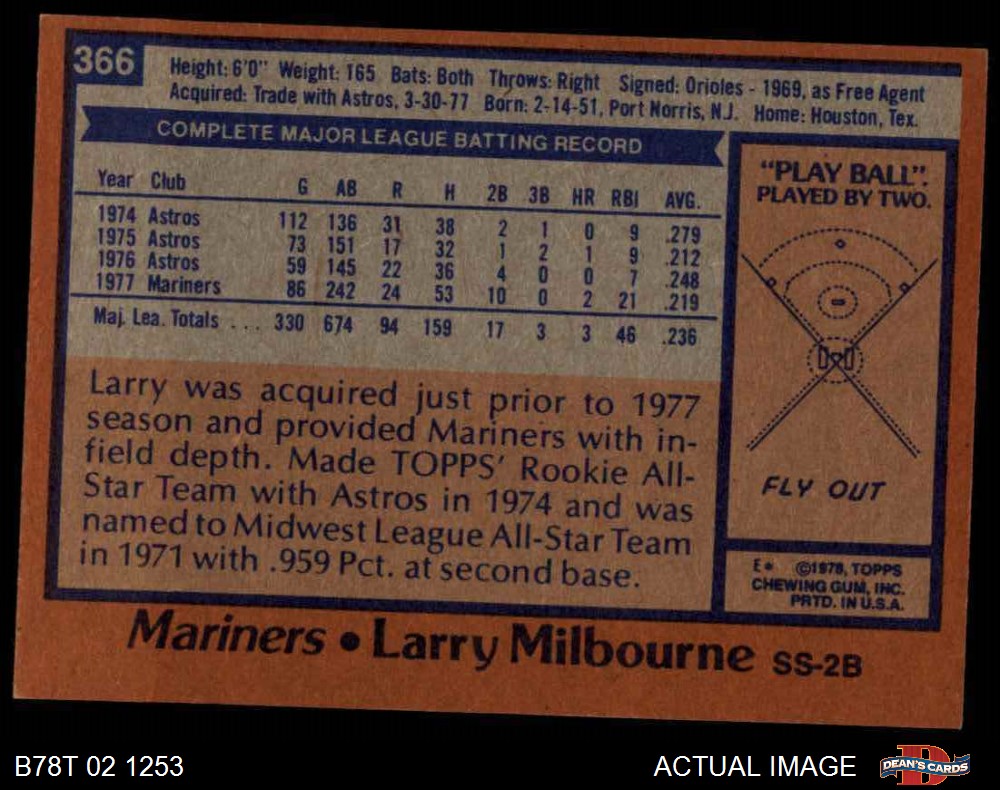 366
Height: 6'0" Weight: 165 Bats: Both Throws: Right Signed: Orioles - 1969, as Free Agent
Acquired: Trade with Astros, 3-30-77 Born: 2-14-51, Port Norris, N.J. Home: Houston, Tex.
COMPLETE MAJOR LEAGUE BATTING RECORD
Year Club G AB R H 2B 3B HR RBI AVG.
1974 Astros 112 136 31 38 2 1 0 9 .279
1975 Astros 73 151 17 32 1 2 1 9 .212
1976 Astros 59 145 22 36 4 0 0 7 .248
1977 Mariners 86 242 24 53 10 0 2 21 .219
Maj. Lea. Totals . . . 330 674 94 159 17 3 3 46 .236
Larry was acquired just prior to 1977
season and provided Mariners with in-
field depth. Made TOPPS' Rookie All-
Star Team with Astros in 1974 and was
named to Midwest League All-Star Team
in 1971 with .959 Pct. at second base.
"PLAY BALL".
PLAYED BY TWO.
FLY OUT
E* ©1978, TOPPS
CHEWING GUM, INC.
PRTD. IN U.S.A.
Mariners • Larry Milbourne SS-2B
B78T 02 1253
ACTUAL IMAGE
D
DEAN'S CARDS